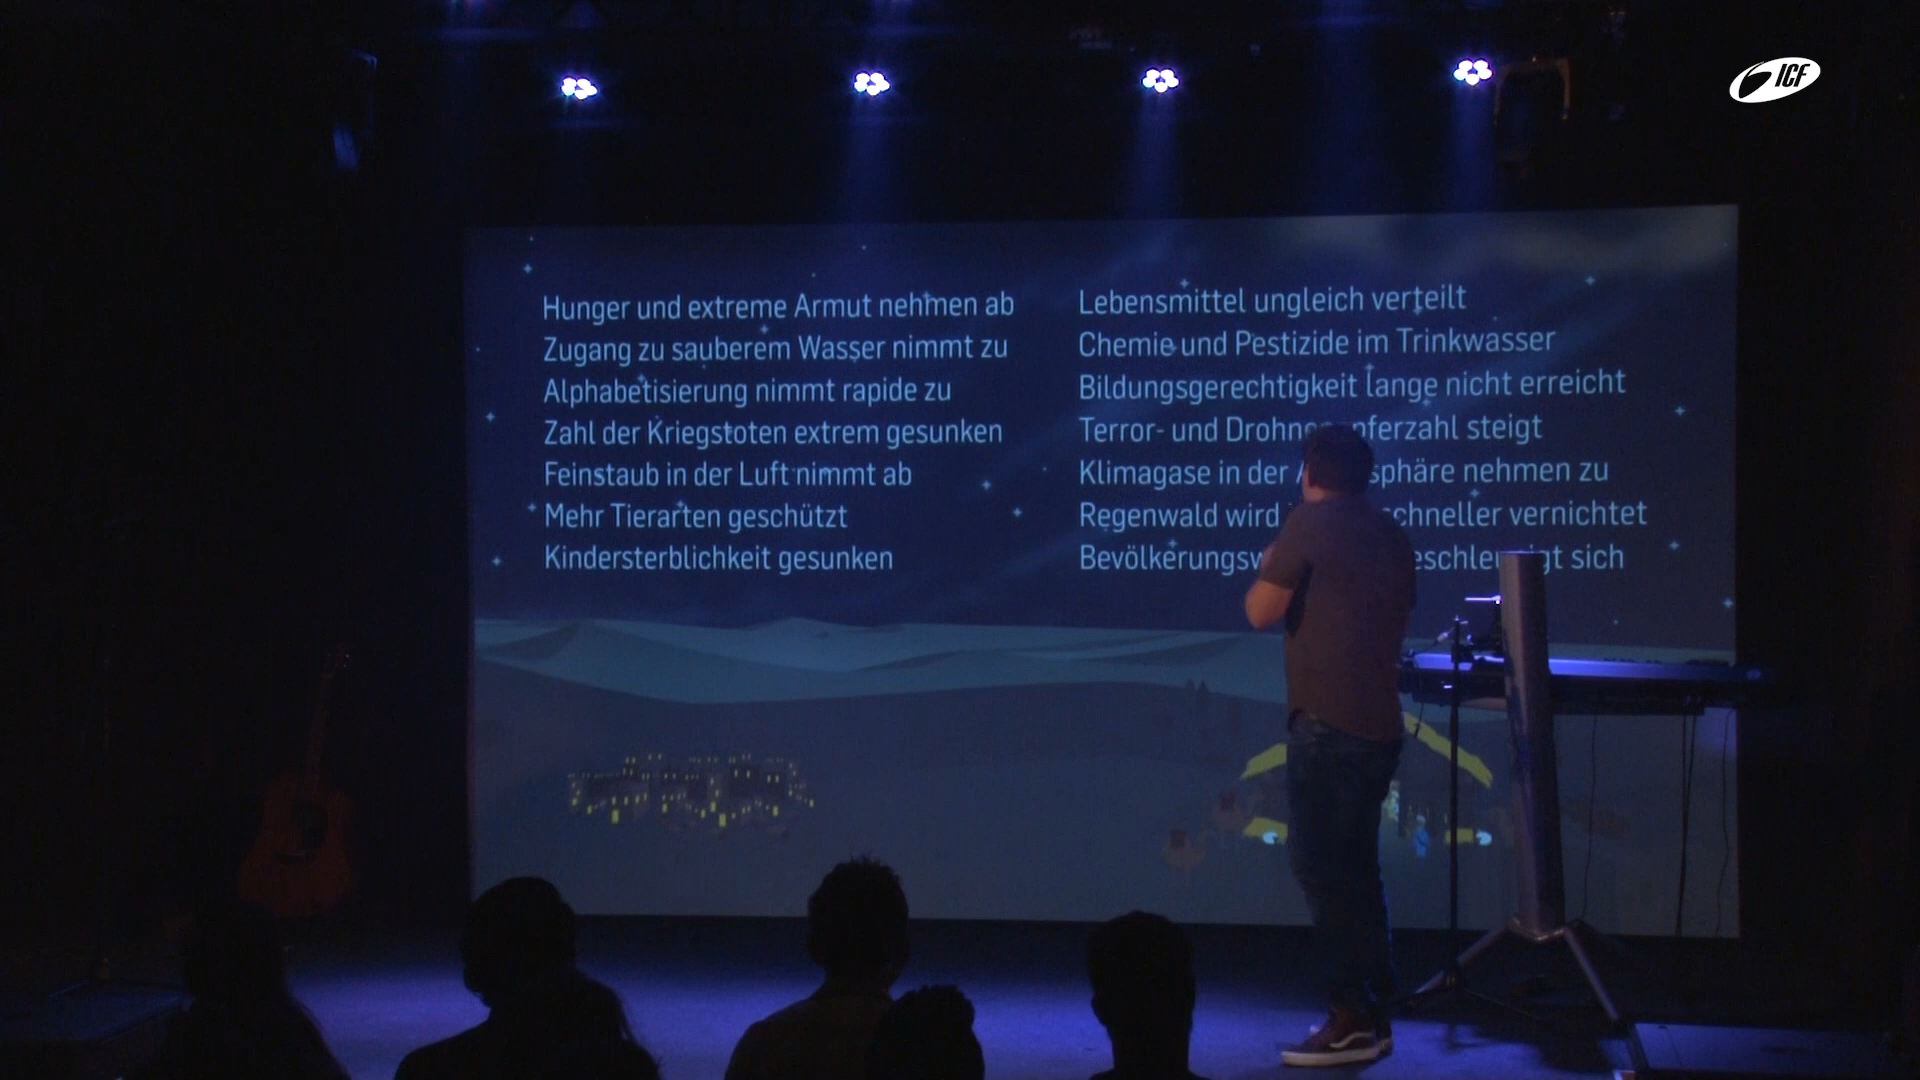 ICF
Hunger und extreme Armut nehmen ab
Zugang zu sauberem Wasser nimmt zu
Alphabetisierung nimmt rapide zu
Zahl der Kriegstoten extrem gesunken
Feinstaub in der Luft nimmt ab
Mehr Tierarten geschützt
Kindersterblichkeit gesunken
Lebensmittel ungleich verteilt
Chemie und Pestizide im Trinkwasser
Bildungsgerechtigkeit lange nicht erreicht
Terror- und steigt
Klimagase in der nehmen zu
Regenwald wird schneller vernichtet
sich